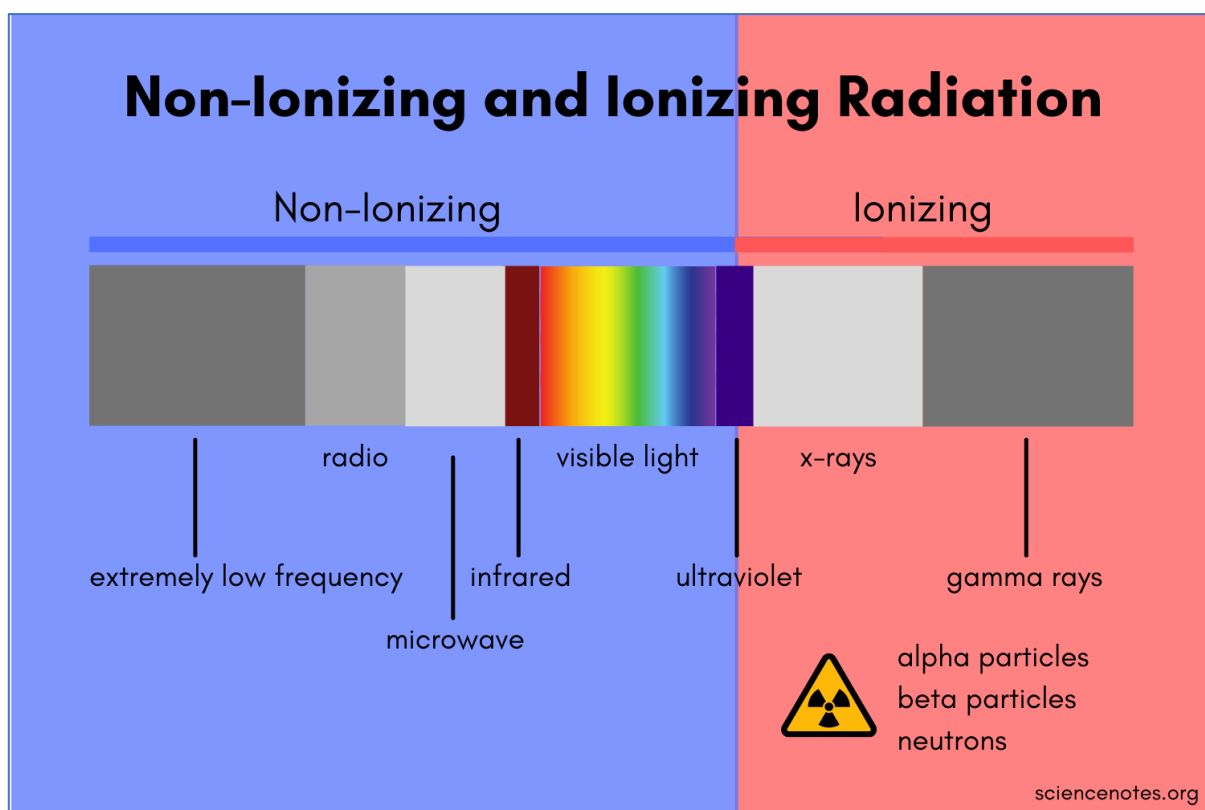 Non-Ionizing and Ionizing Radiation
Non-Ionizing
Ionizing
radio
visible light
x-rays
extremely low frequency
infrared
ultraviolet
gamma rays
microwave
alpha particles
beta particles
neutrons
sciencenotes.org